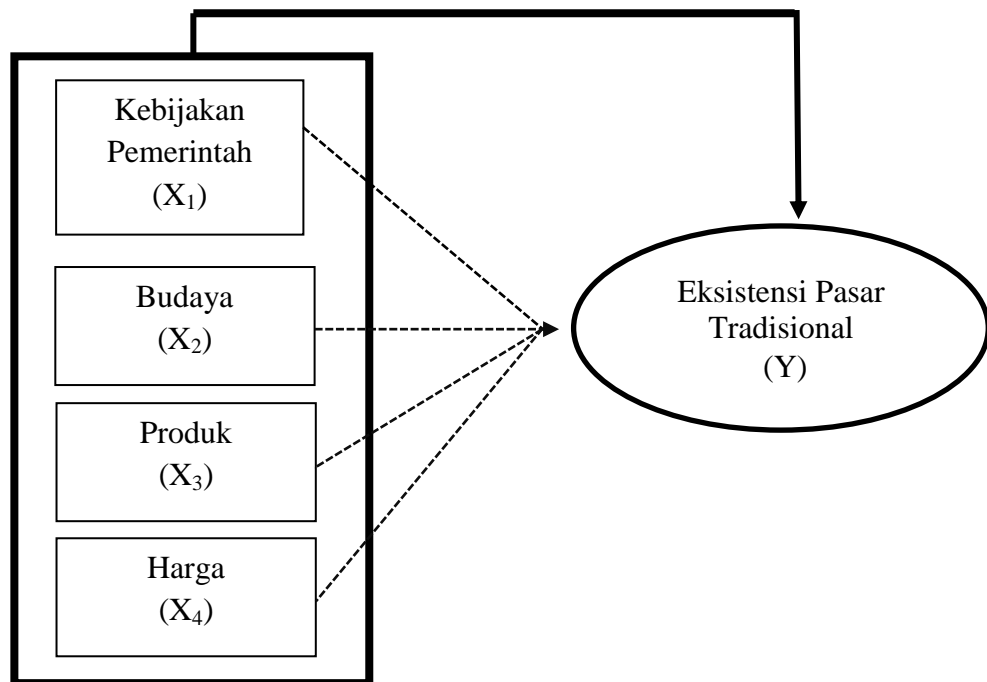 Kebijakan
Pemerintah
(X₁)
Budaya
(X₂)
Produk
(X₃)
Harga
(X₄)
Eksistensi Pasar
Tradisional
(Y)